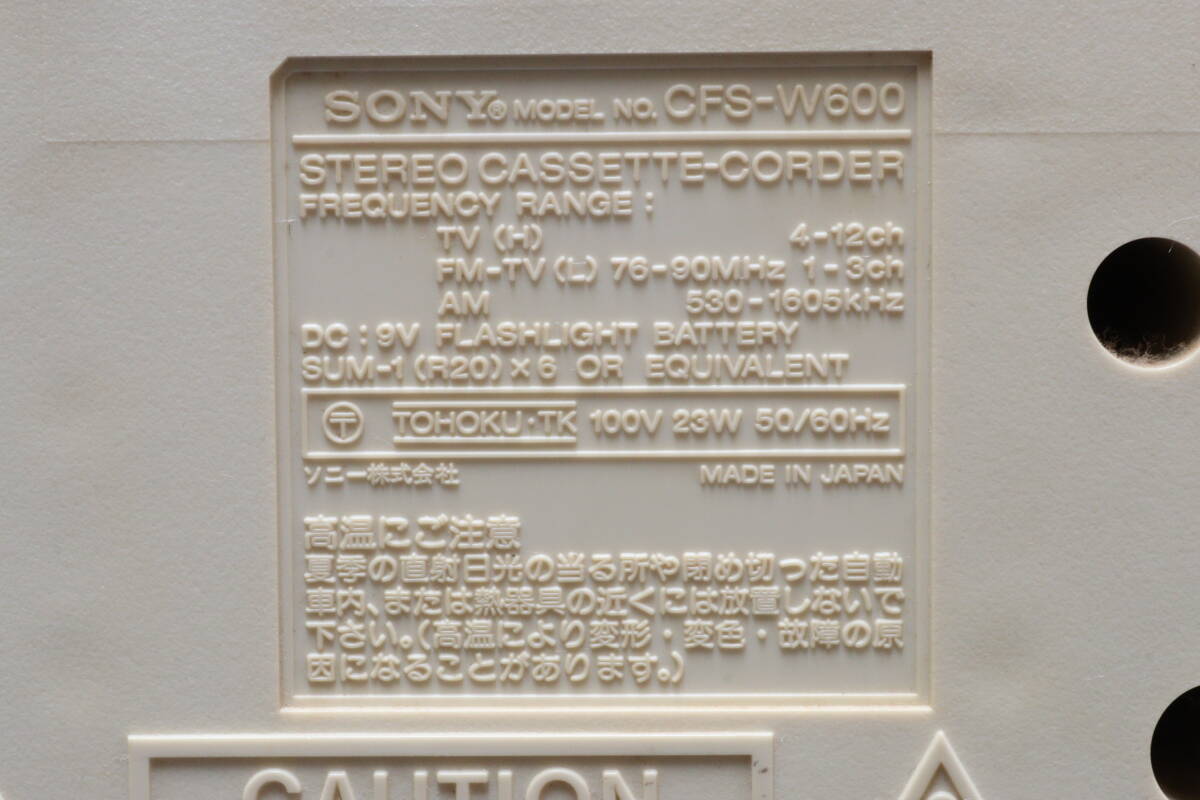 SONY® MODEL NO. CFS-W600
STEREO CASSETTE-CORDER
FREQUENCY RANGE :
TV (H) 4-12ch
FM-TV (L) 76-90MHz 1-3ch
AM 530-1605kHz
DC : 9V FLASHLIGHT BATTERY
SUM-1 (R20) × 6 OR EQUIVALENT
〶 TOHOKU·TK 100V 23W 50/60Hz
ソニー株式会社 MADE IN JAPAN
高温にご注意
夏季の直射日光の当る所や閉め切った自動
車内、または熱器具の近くには放置しないで
下さい。(高温により変形・変色・故障の原
因になることがあります。)
CAUTION